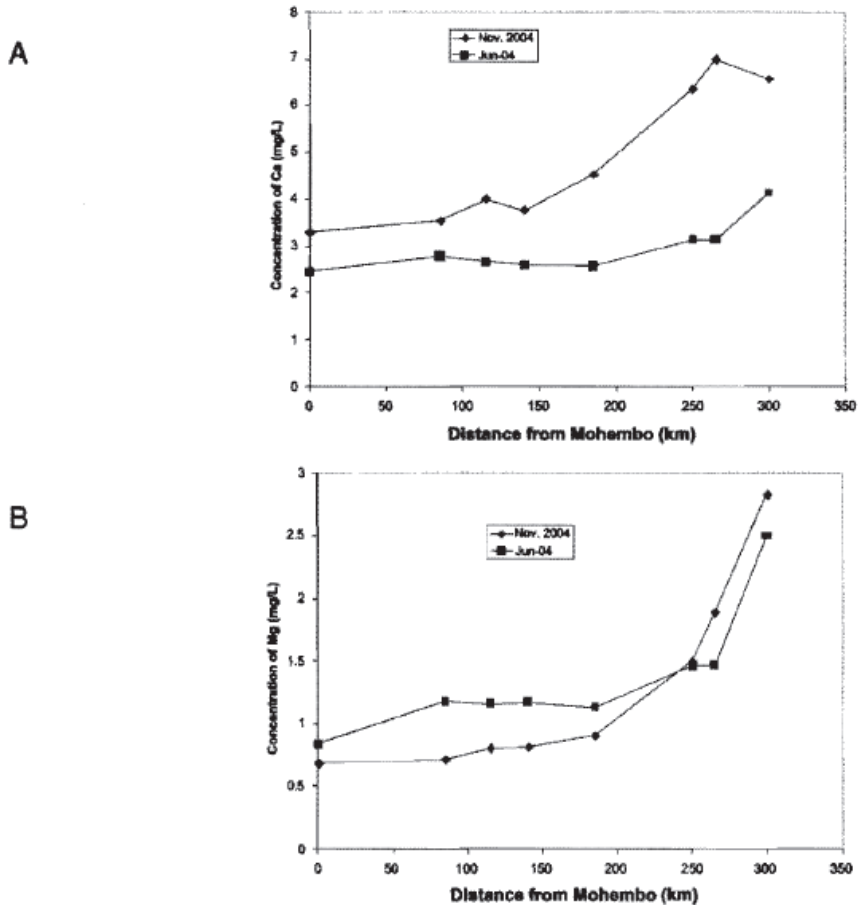 A
8
7
6
5
4
3
2
1
0
Concentration of Ca (mg/L)
Nov. 2004
Jun-04
0 50 100 150 200 250 300 350
Distance from Mohembo (km)
B
3
2.5
2
1.5
1
0.5
0
Concentration of Mg (mg/L)
Nov. 2004
Jun-04
0 50 100 150 200 250 300 350
Distance from Mohembo (km)